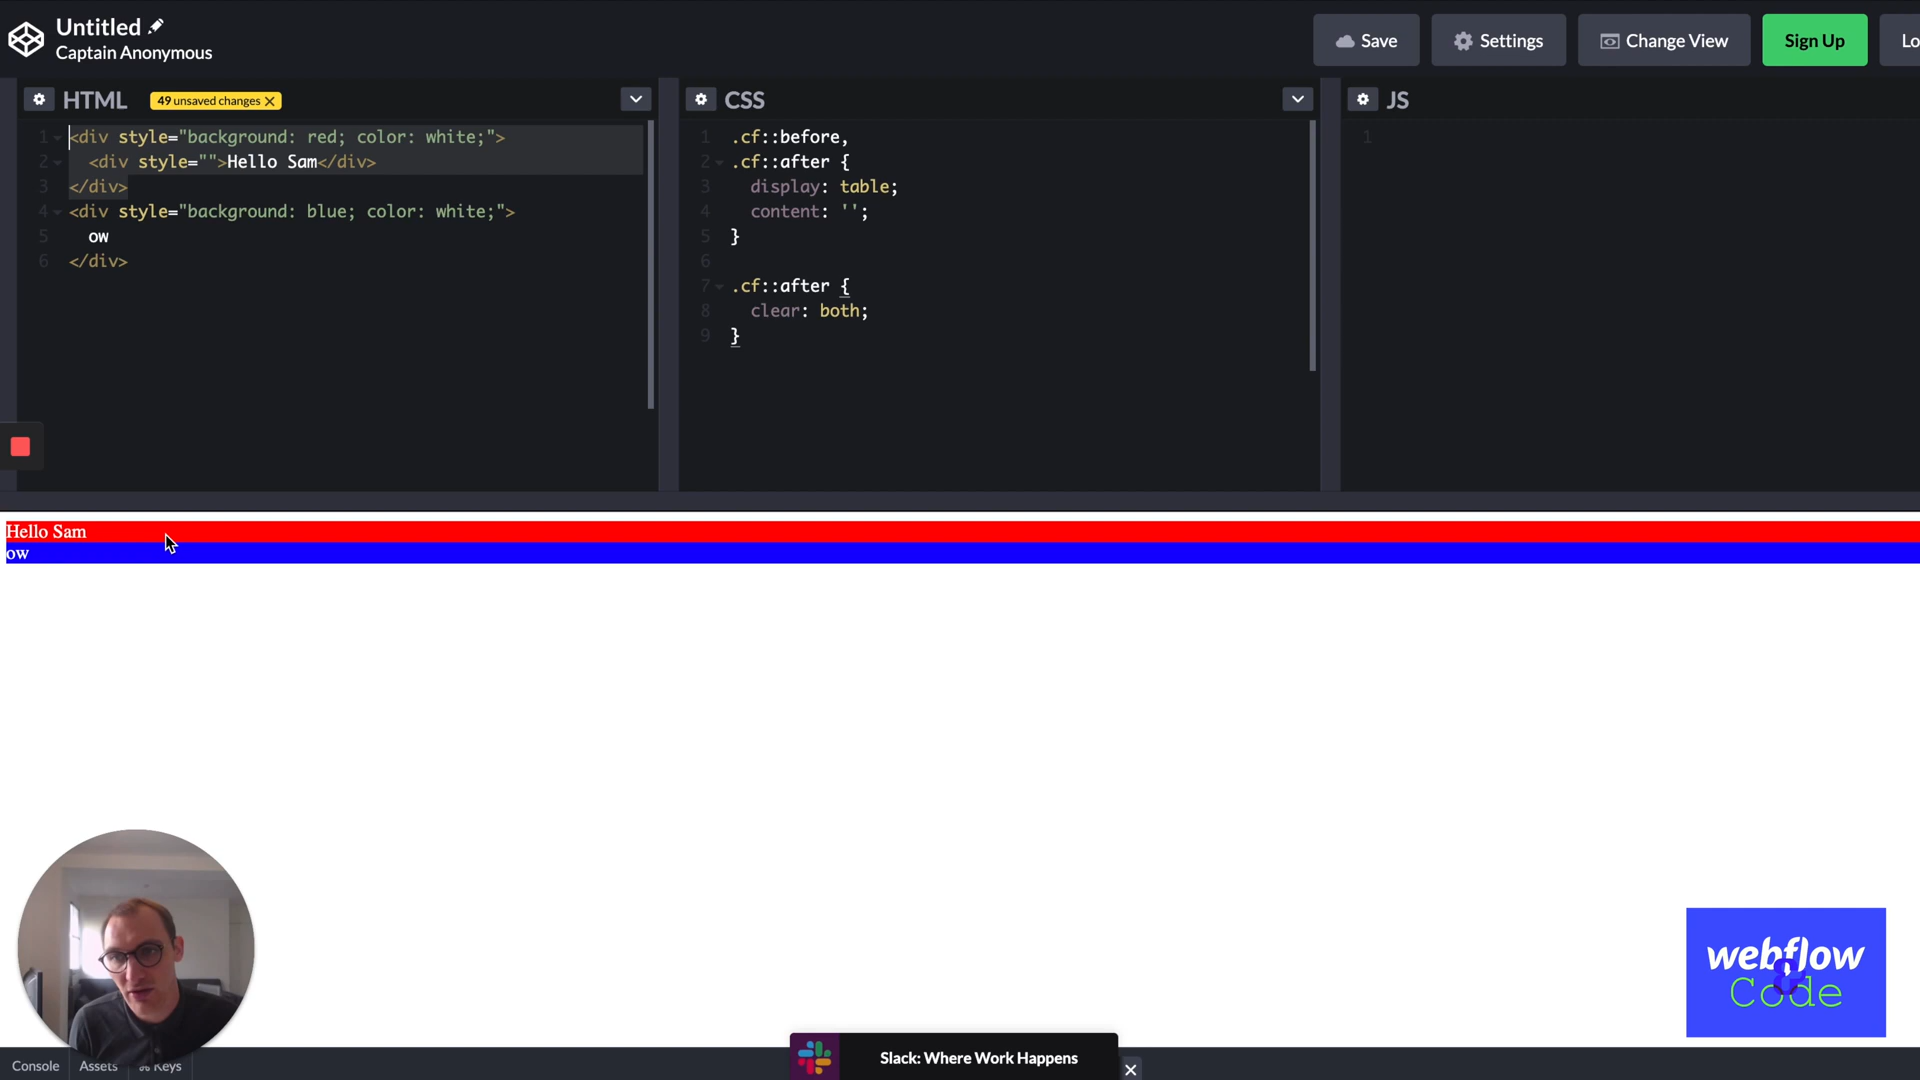 Untitled
Captain Anonymous
Save
Settings
Change View
Sign Up
Lo
HTML
49 unsaved changes
CSS
JS
1 <div style="background: red; color: white;">
2 <div style="">Hello Sam</div>
3 </div>
4 <div style="background: blue; color: white;">
5 ow
6 </div>
1 .cf::before,
2 .cf::after {
3 display: table;
4 content: '';
5 }
6
7 .cf::after {
8 clear: both;
9 }
1
Hello Sam
ow
webflow
&
Code
Console
Assets
⌘ Keys
Slack: Where Work Happens